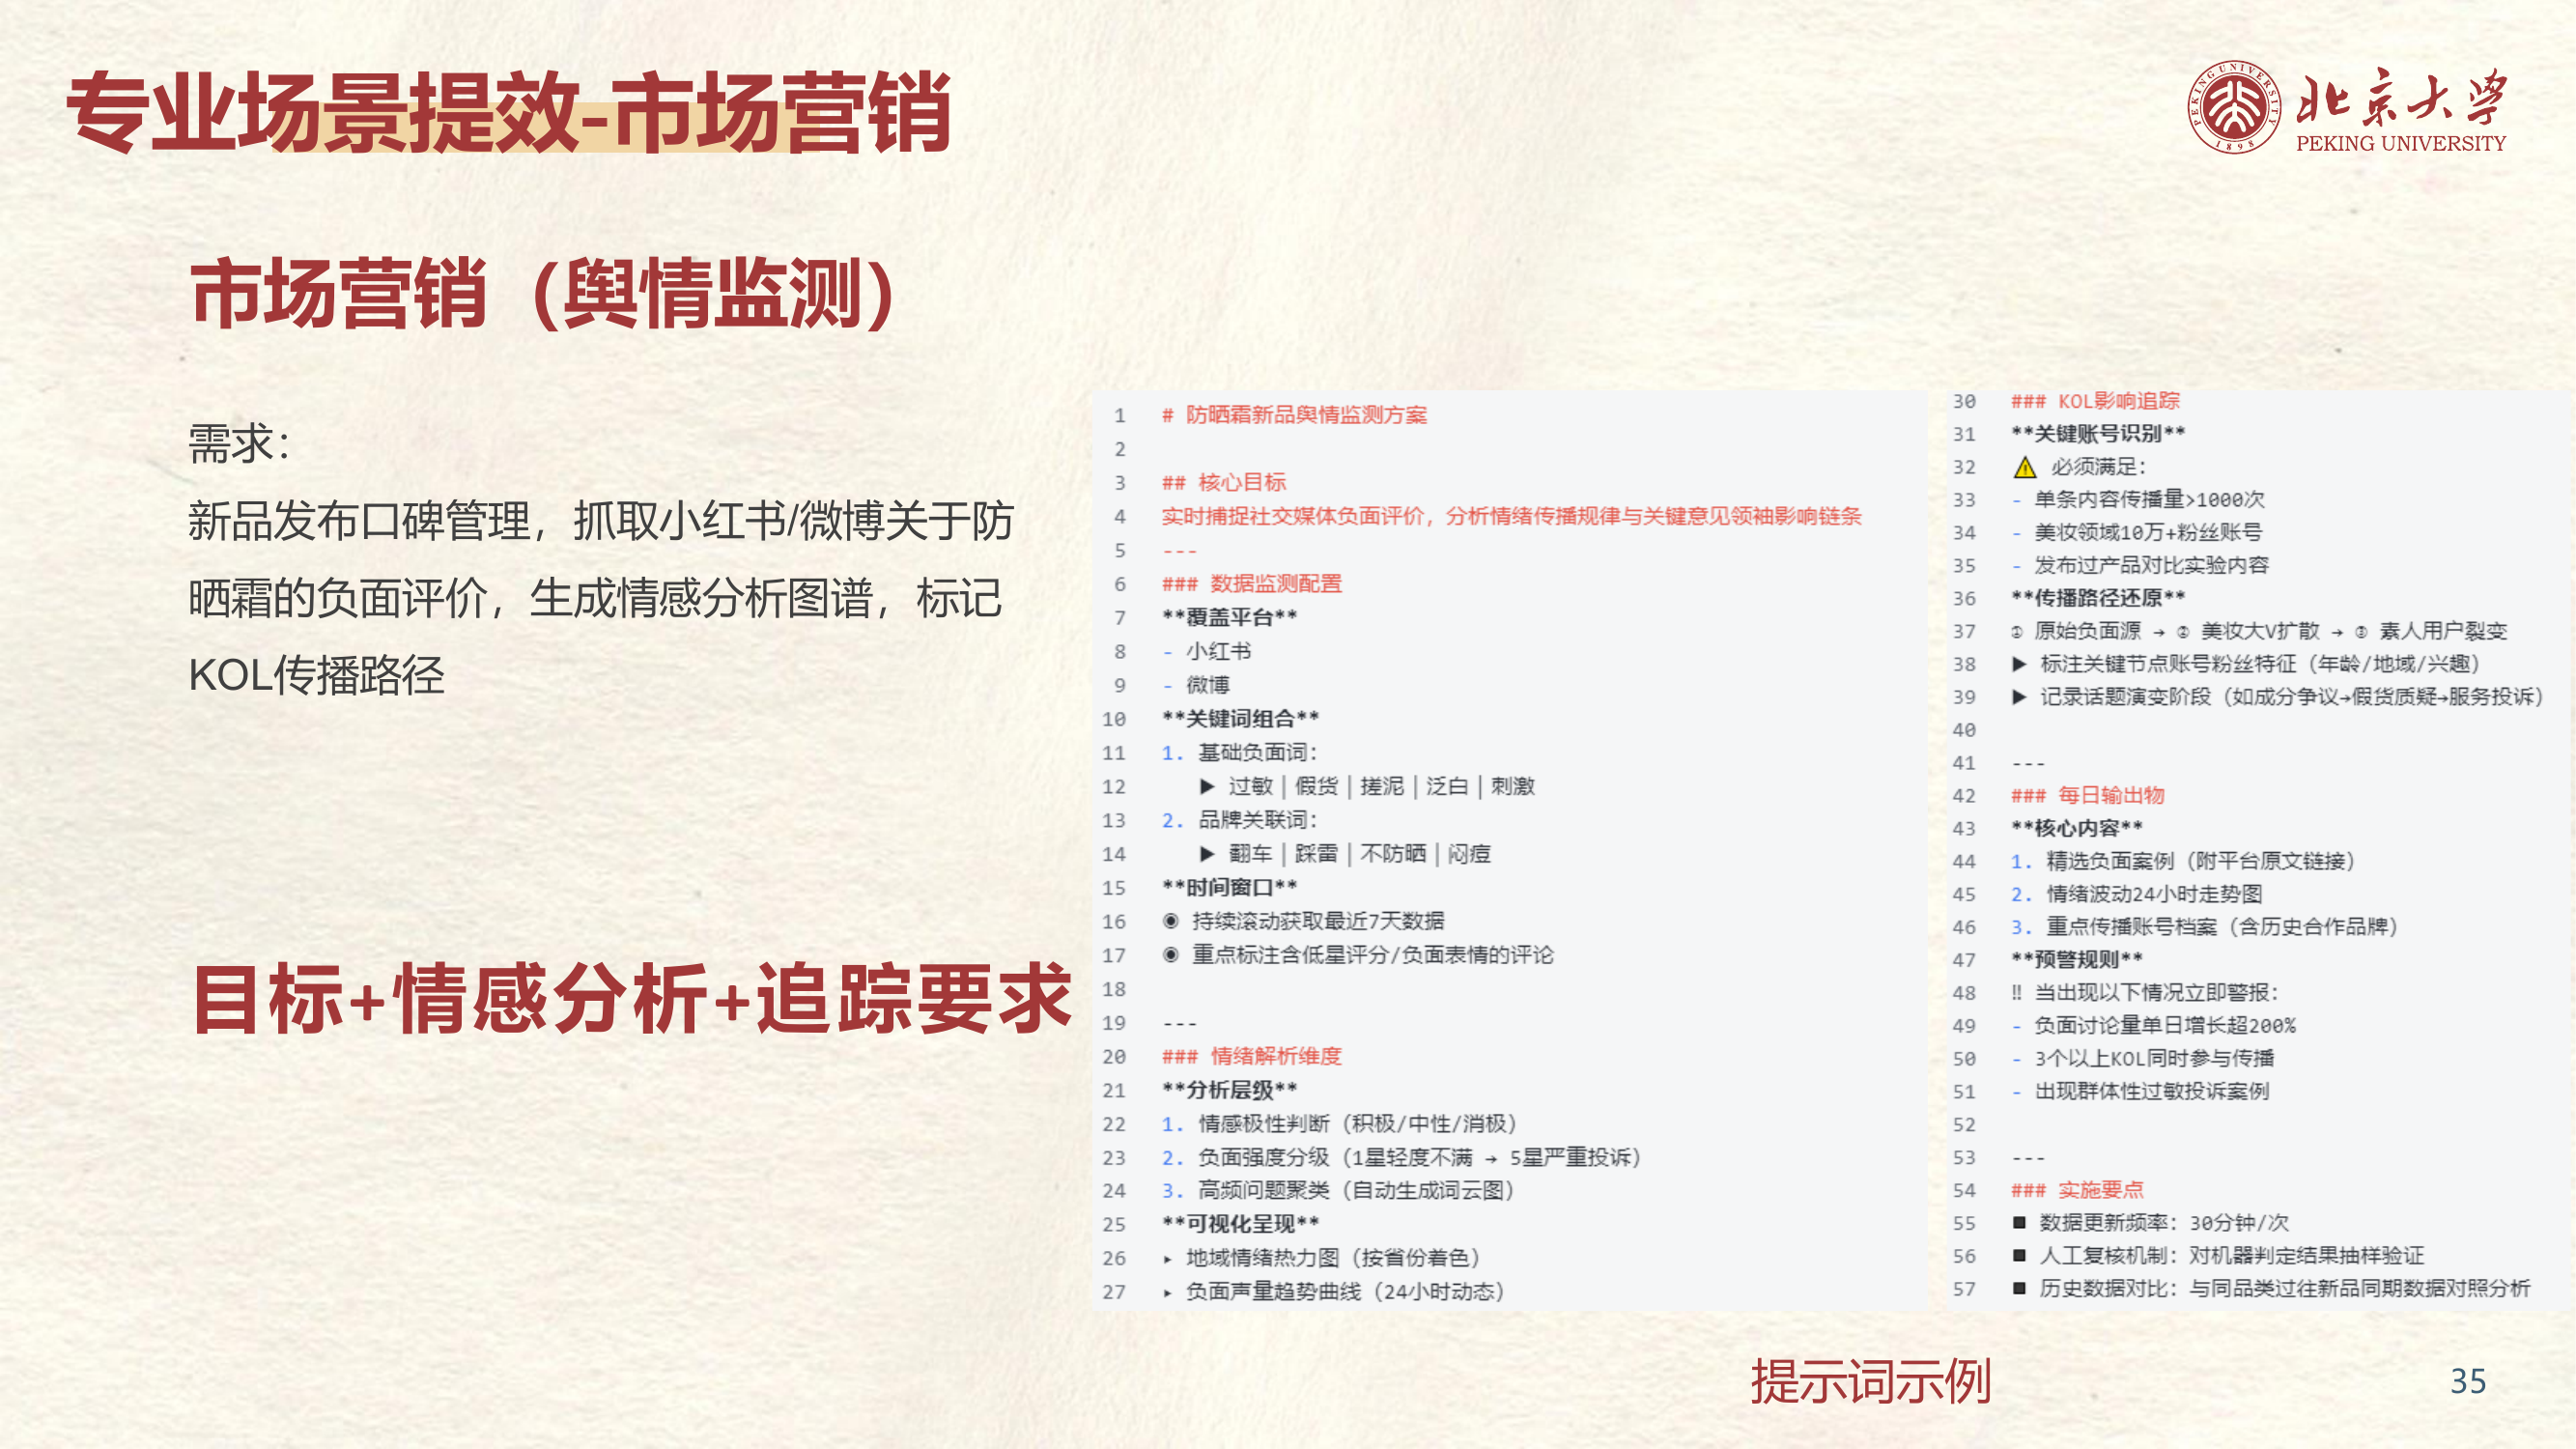 专业场景提效-市场营销
北京大学
PEKING UNIVERSITY
PEKING UNIVERSITY
1898
市场营销（舆情监测）
需求：
新品发布口碑管理，抓取小红书/微博关于防
晒霜的负面评价，生成情感分析图谱，标记
KOL传播路径
目标+情感分析+追踪要求
1 # 防晒霜新品舆情监测方案
2
3 ## 核心目标
4 实时捕捉社交媒体负面评价，分析情绪传播规律与关键意见领袖影响链条
5 ---
6 ### 数据监测配置
7 **覆盖平台**
8 - 小红书
9 - 微博
10 **关键词组合**
11 1. 基础负面词：
12 ▶ 过敏｜假货｜搓泥｜泛白｜刺激
13 2. 品牌关联词：
14 ▶ 翻车｜踩雷｜不防晒｜闷痘
15 **时间窗口**
16 ◉ 持续滚动获取最近7天数据
17 ◉ 重点标注含低星评分/负面表情的评论
18
19 ---
20 ### 情绪解析维度
21 **分析层级**
22 1. 情感极性判断（积极/中性/消极）
23 2. 负面强度分级（1星轻度不满 → 5星严重投诉）
24 3. 高频问题聚类（自动生成词云图）
25 **可视化呈现**
26 ▸ 地域情绪热力图（按省份着色）
27 ▸ 负面声量趋势曲线（24小时动态）
30 ### KOL影响追踪
31 **关键账号识别**
32 ⚠ 必须满足：
33 - 单条内容传播量>1000次
34 - 美妆领域10万+粉丝账号
35 - 发布过产品对比实验内容
36 **传播路径还原**
37 ① 原始负面源 → ② 美妆大V扩散 → ③ 素人用户裂变
38 ▶ 标注关键节点账号粉丝特征（年龄/地域/兴趣）
39 ▶ 记录话题演变阶段（如成分争议→假货质疑→服务投诉）
40
41 ---
42 ### 每日输出物
43 **核心内容**
44 1. 精选负面案例（附平台原文链接）
45 2. 情绪波动24小时走势图
46 3. 重点传播账号档案（含历史合作品牌）
47 **预警规则**
48 ‼ 当出现以下情况立即警报：
49 - 负面讨论量单日增长超200%
50 - 3个以上KOL同时参与传播
51 - 出现群体性过敏投诉案例
52
53 ---
54 ### 实施要点
55 ■ 数据更新频率：30分钟/次
56 ■ 人工复核机制：对机器判定结果抽样验证
57 ■ 历史数据对比：与同品类过往新品同期数据对照分析
提示词示例
35